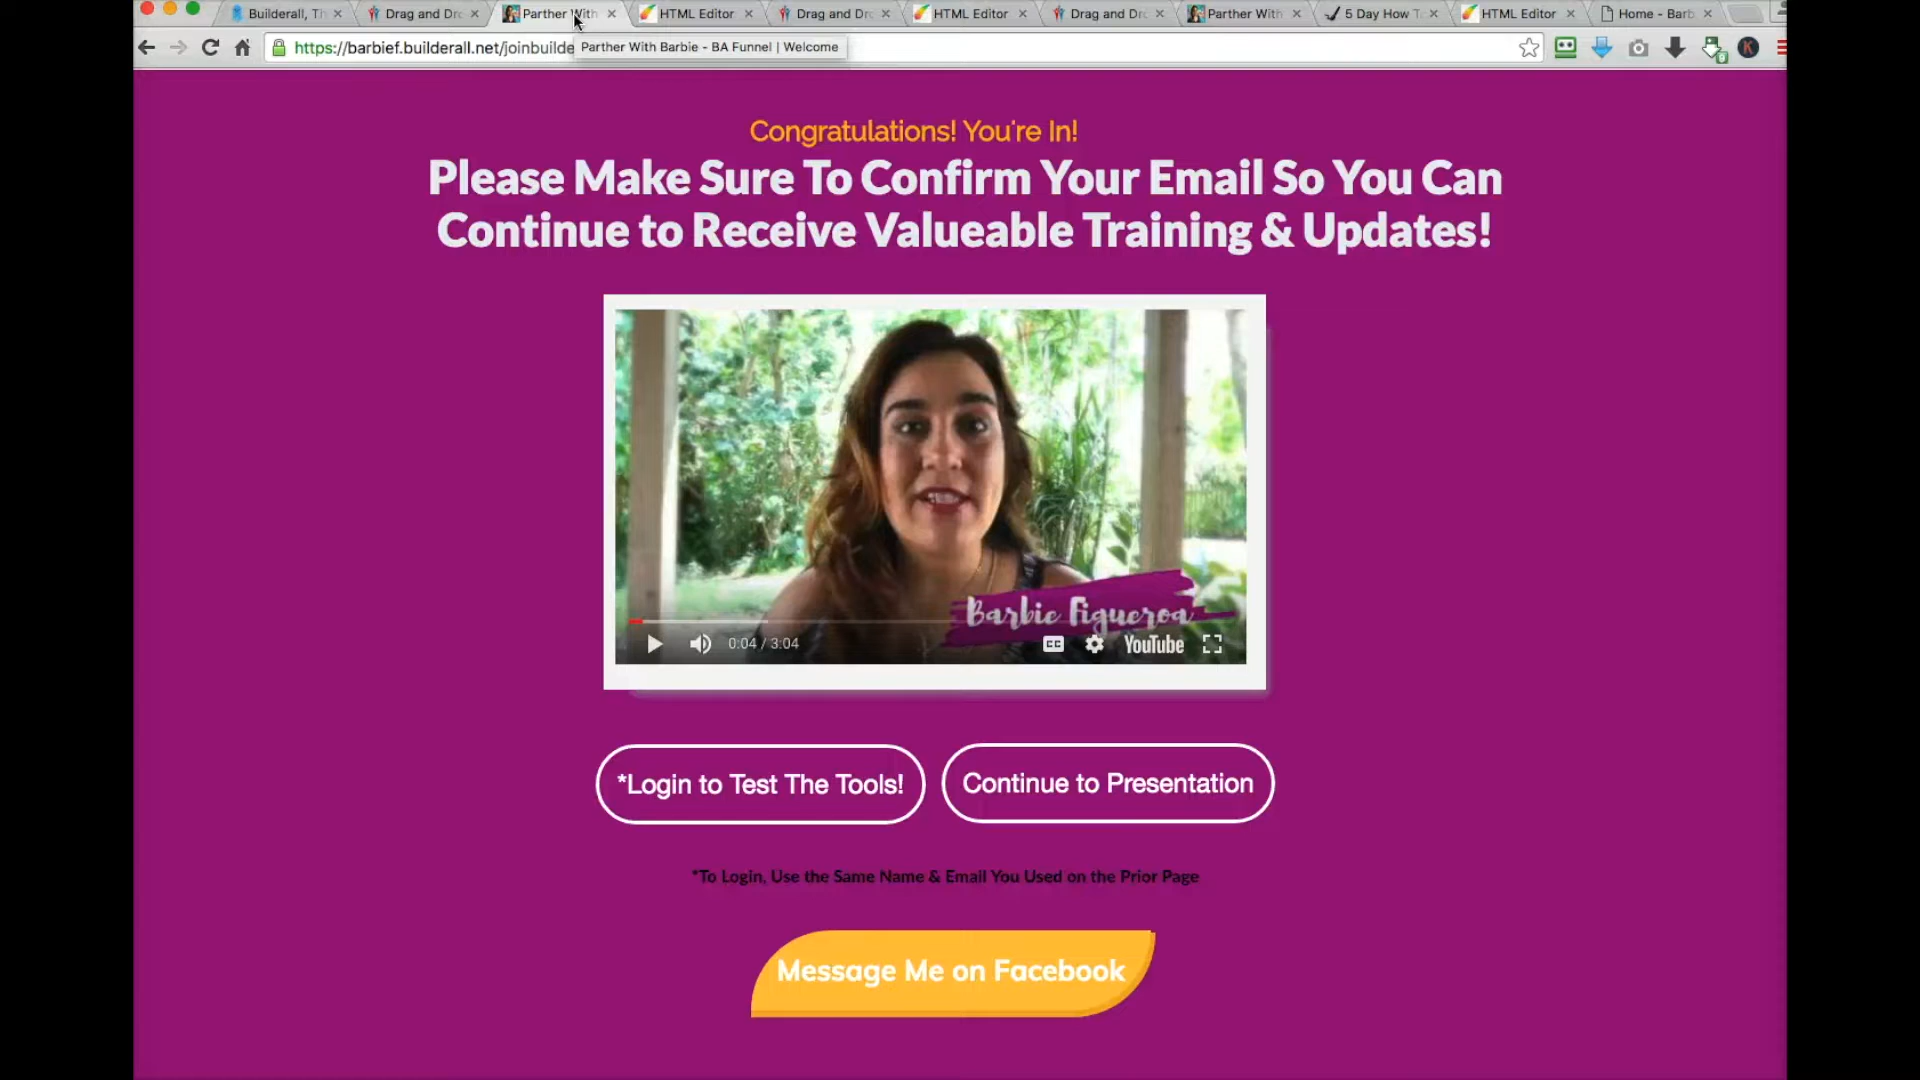 Builderall, Th
Drag and Dro
Parther With
HTML Editor
Drag and Dro
HTML Editor
Drag and Dro
Parther With
5 Day How T
HTML Editor
Home - Barb
https://barbief.builderall.net/joinbuilde
Parther With Barbie - BA Funnel | Welcome
Congratulations! You're In!
Please Make Sure To Confirm Your Email So You Can
Continue to Receive Valueable Training & Updates!
Barbie Figueroa
0:04 / 3:04
CC
YouTube
*Login to Test The Tools!
Continue to Presentation
*To Login, Use the Same Name & Email You Used on the Prior Page
Message Me on Facebook